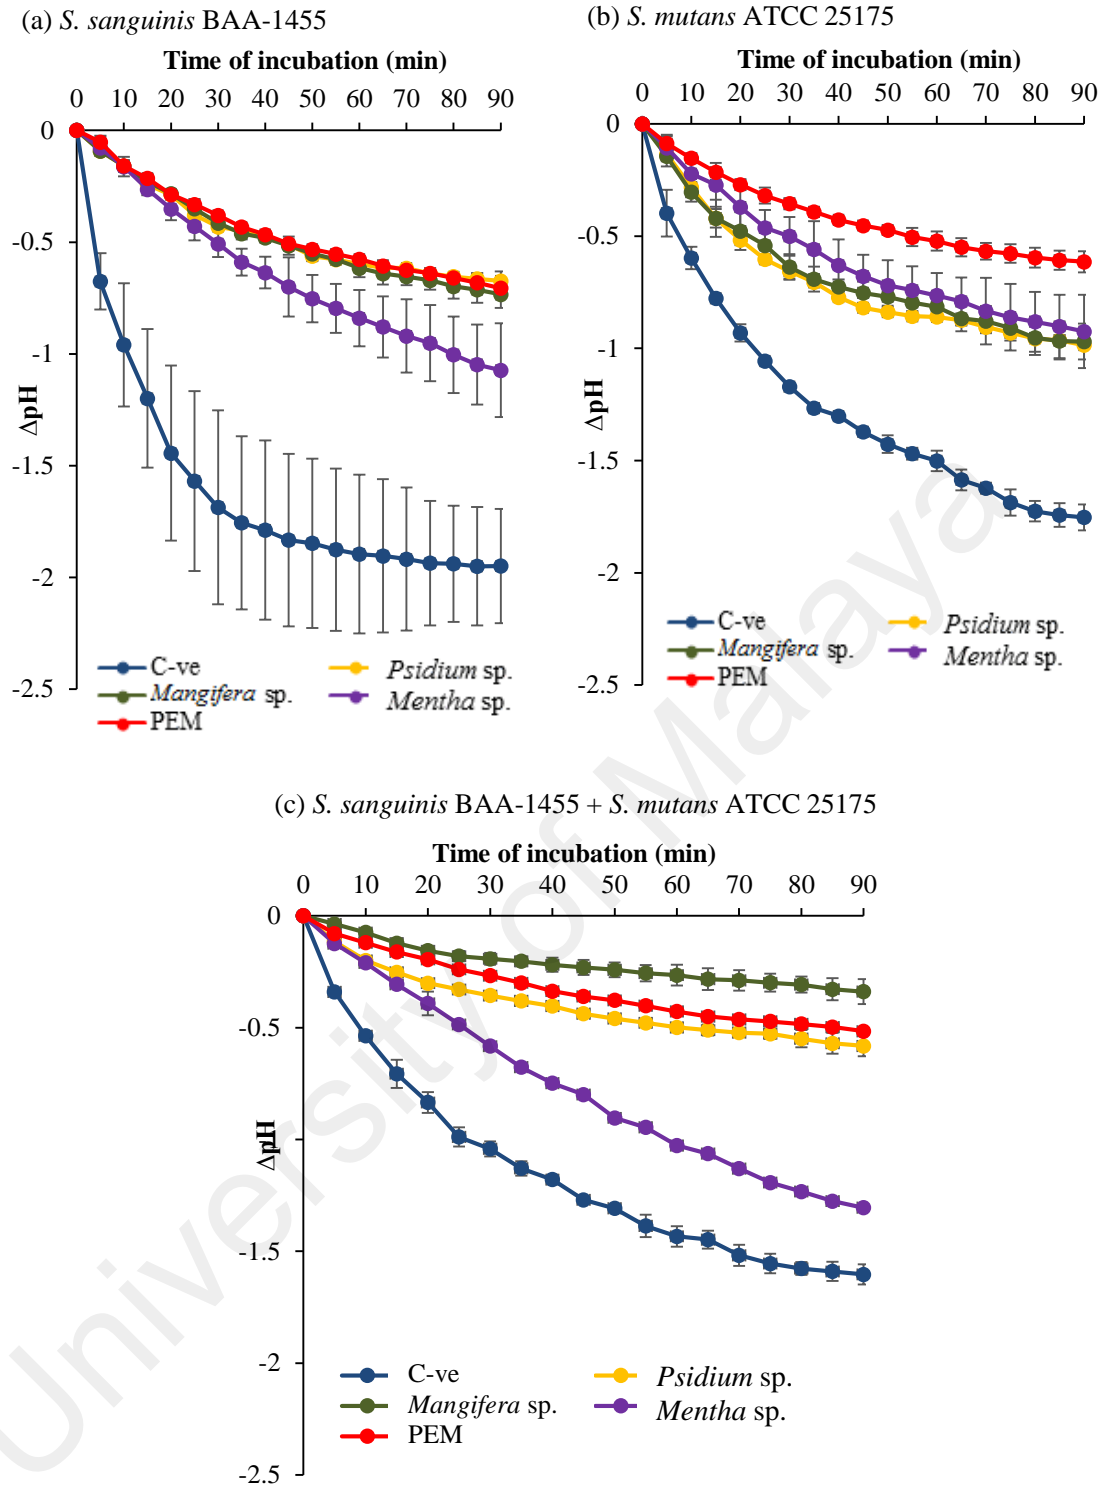 (a) S. sanguinis BAA-1455
Time of incubation (min)
0 10 20 30 40 50 60 70 80 90
0
-0.5
-1
-1.5
-2
-2.5
ΔpH
C-ve
Psidium sp.
Mangifera sp.
Mentha sp.
PEM
(b) S. mutans ATCC 25175
Time of incubation (min)
0 10 20 30 40 50 60 70 80 90
0
-0.5
-1
-1.5
-2
-2.5
ΔpH
C-ve
Psidium sp.
Mangifera sp.
Mentha sp.
PEM
(c) S. sanguinis BAA-1455 + S. mutans ATCC 25175
Time of incubation (min)
0 10 20 30 40 50 60 70 80 90
0
-0.5
-1
-1.5
-2
-2.5
ΔpH
C-ve
Psidium sp.
Mangifera sp.
Mentha sp.
PEM
University of Malaya